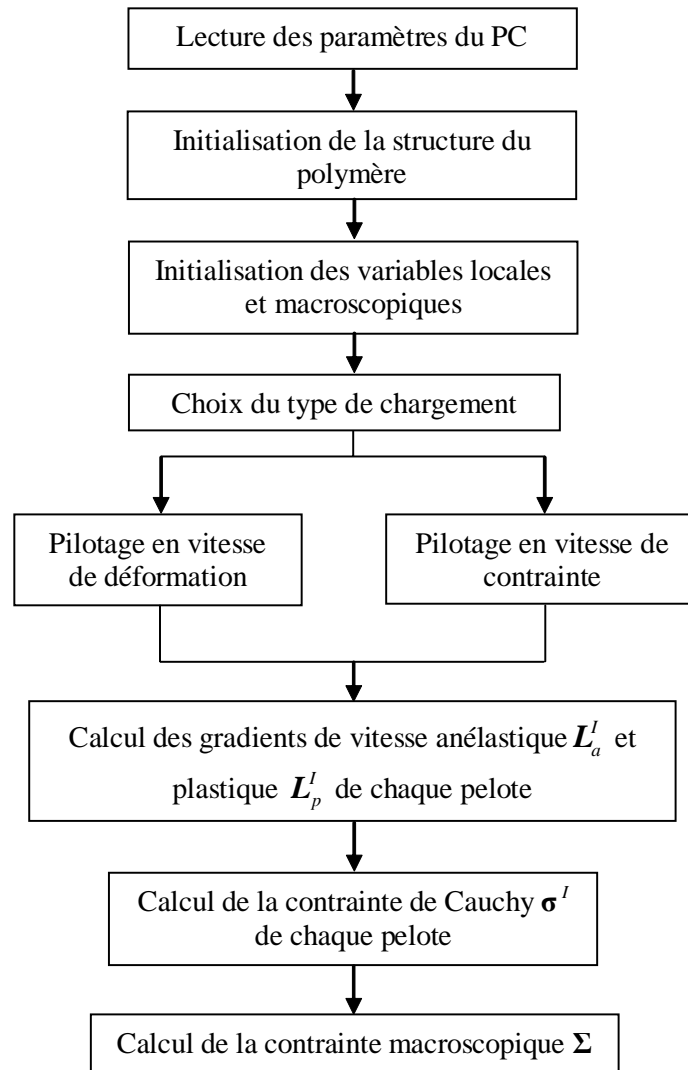 Lecture des paramètres du PC
Initialisation de la structure du
polymère
Initialisation des variables locales
et macroscopiques
Choix du type de chargement
Pilotage en vitesse
de déformation
Pilotage en vitesse de
contrainte
Calcul des gradients de vitesse anélastique L_a^I et
plastique L_p^I de chaque pelote
Calcul de la contrainte de Cauchy σ^I
de chaque pelote
Calcul de la contrainte macroscopique Σ